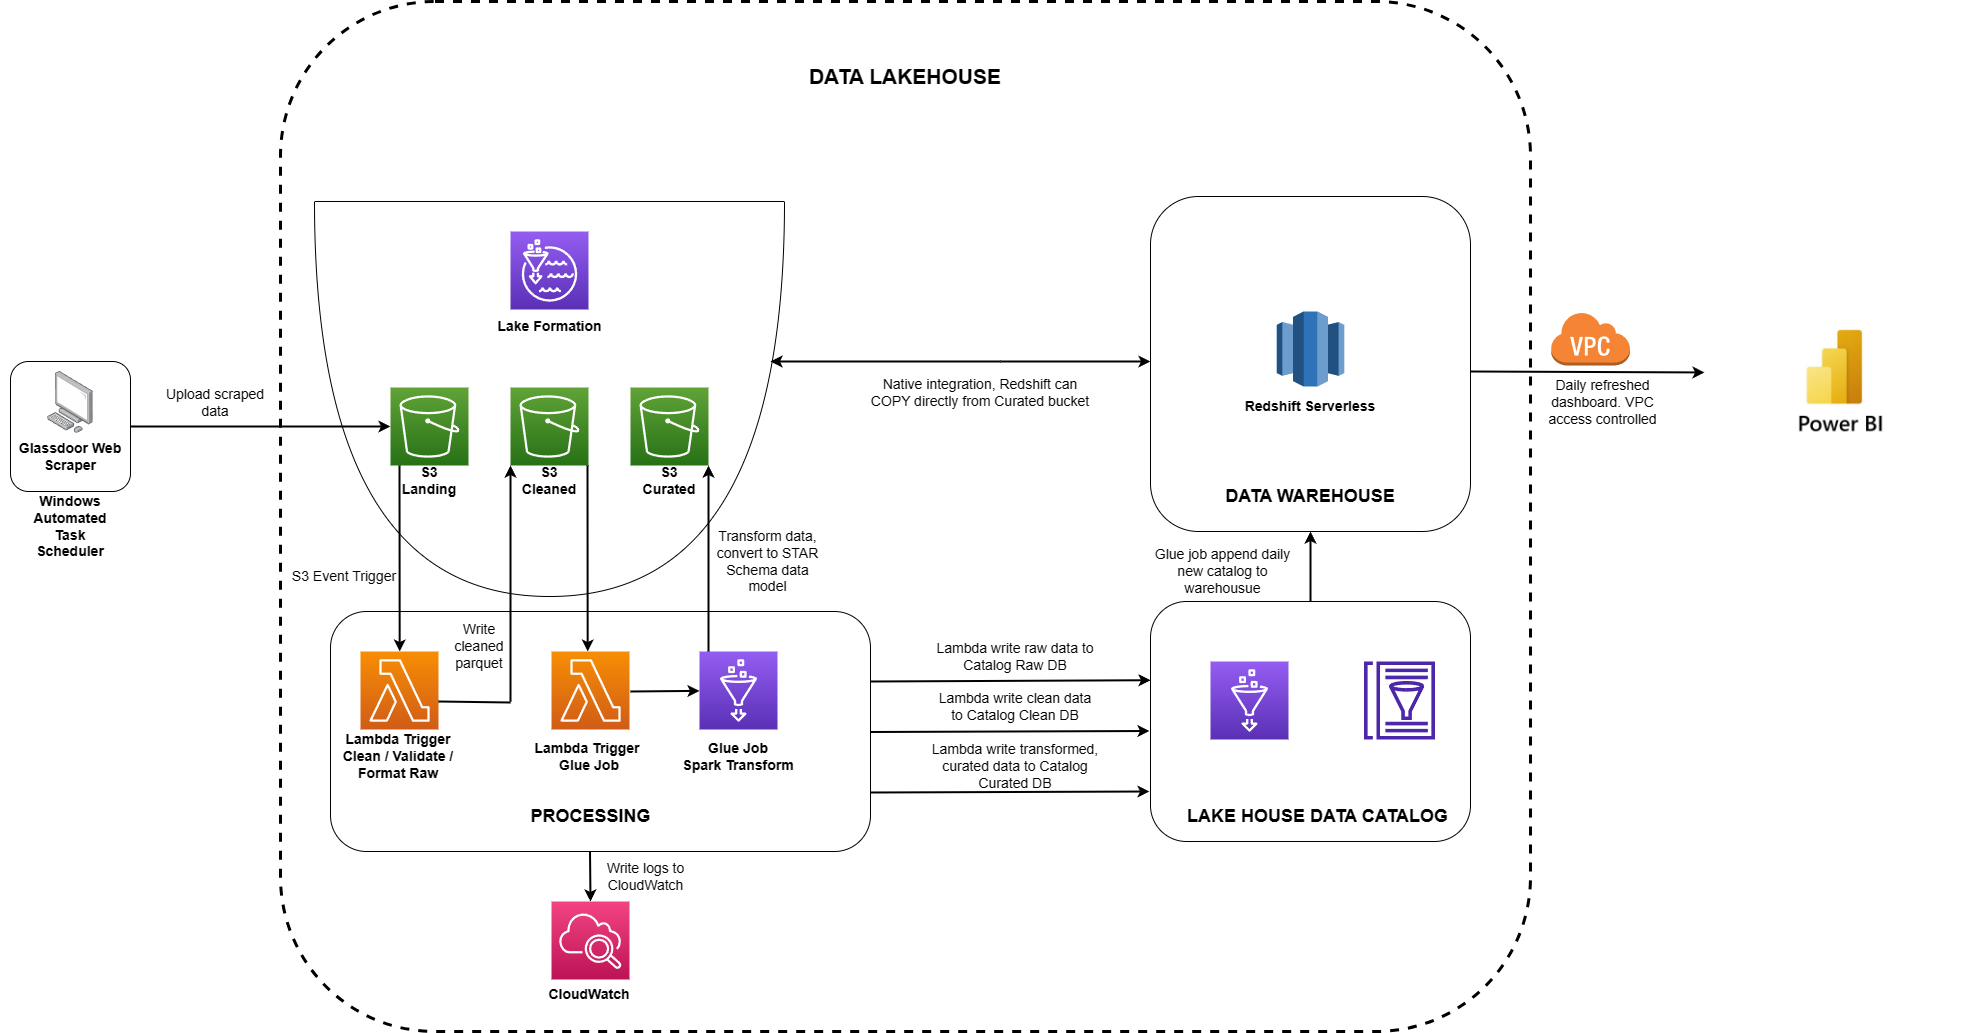 DATA LAKEHOUSE
Lake Formation
Glassdoor Web
Scraper
Windows
Automated
Task
Scheduler
Upload scraped
data
S3
Landing
S3
Cleaned
S3
Curated
Native integration, Redshift can
COPY directly from Curated bucket
Redshift Serverless
DATA WAREHOUSE
VPC
Daily refreshed
dashboard. VPC
access controlled
Power BI
S3 Event Trigger
Write
cleaned
parquet
Transform data,
convert to STAR
Schema data
model
Glue job append daily
new catalog to
warehousue
Lambda Trigger
Clean / Validate /
Format Raw
Lambda Trigger
Glue Job
Glue Job
Spark Transform
PROCESSING
Lambda write raw data to
Catalog Raw DB
Lambda write clean data
to Catalog Clean DB
Lambda write transformed,
curated data to Catalog
Curated DB
LAKE HOUSE DATA CATALOG
Write logs to
CloudWatch
CloudWatch